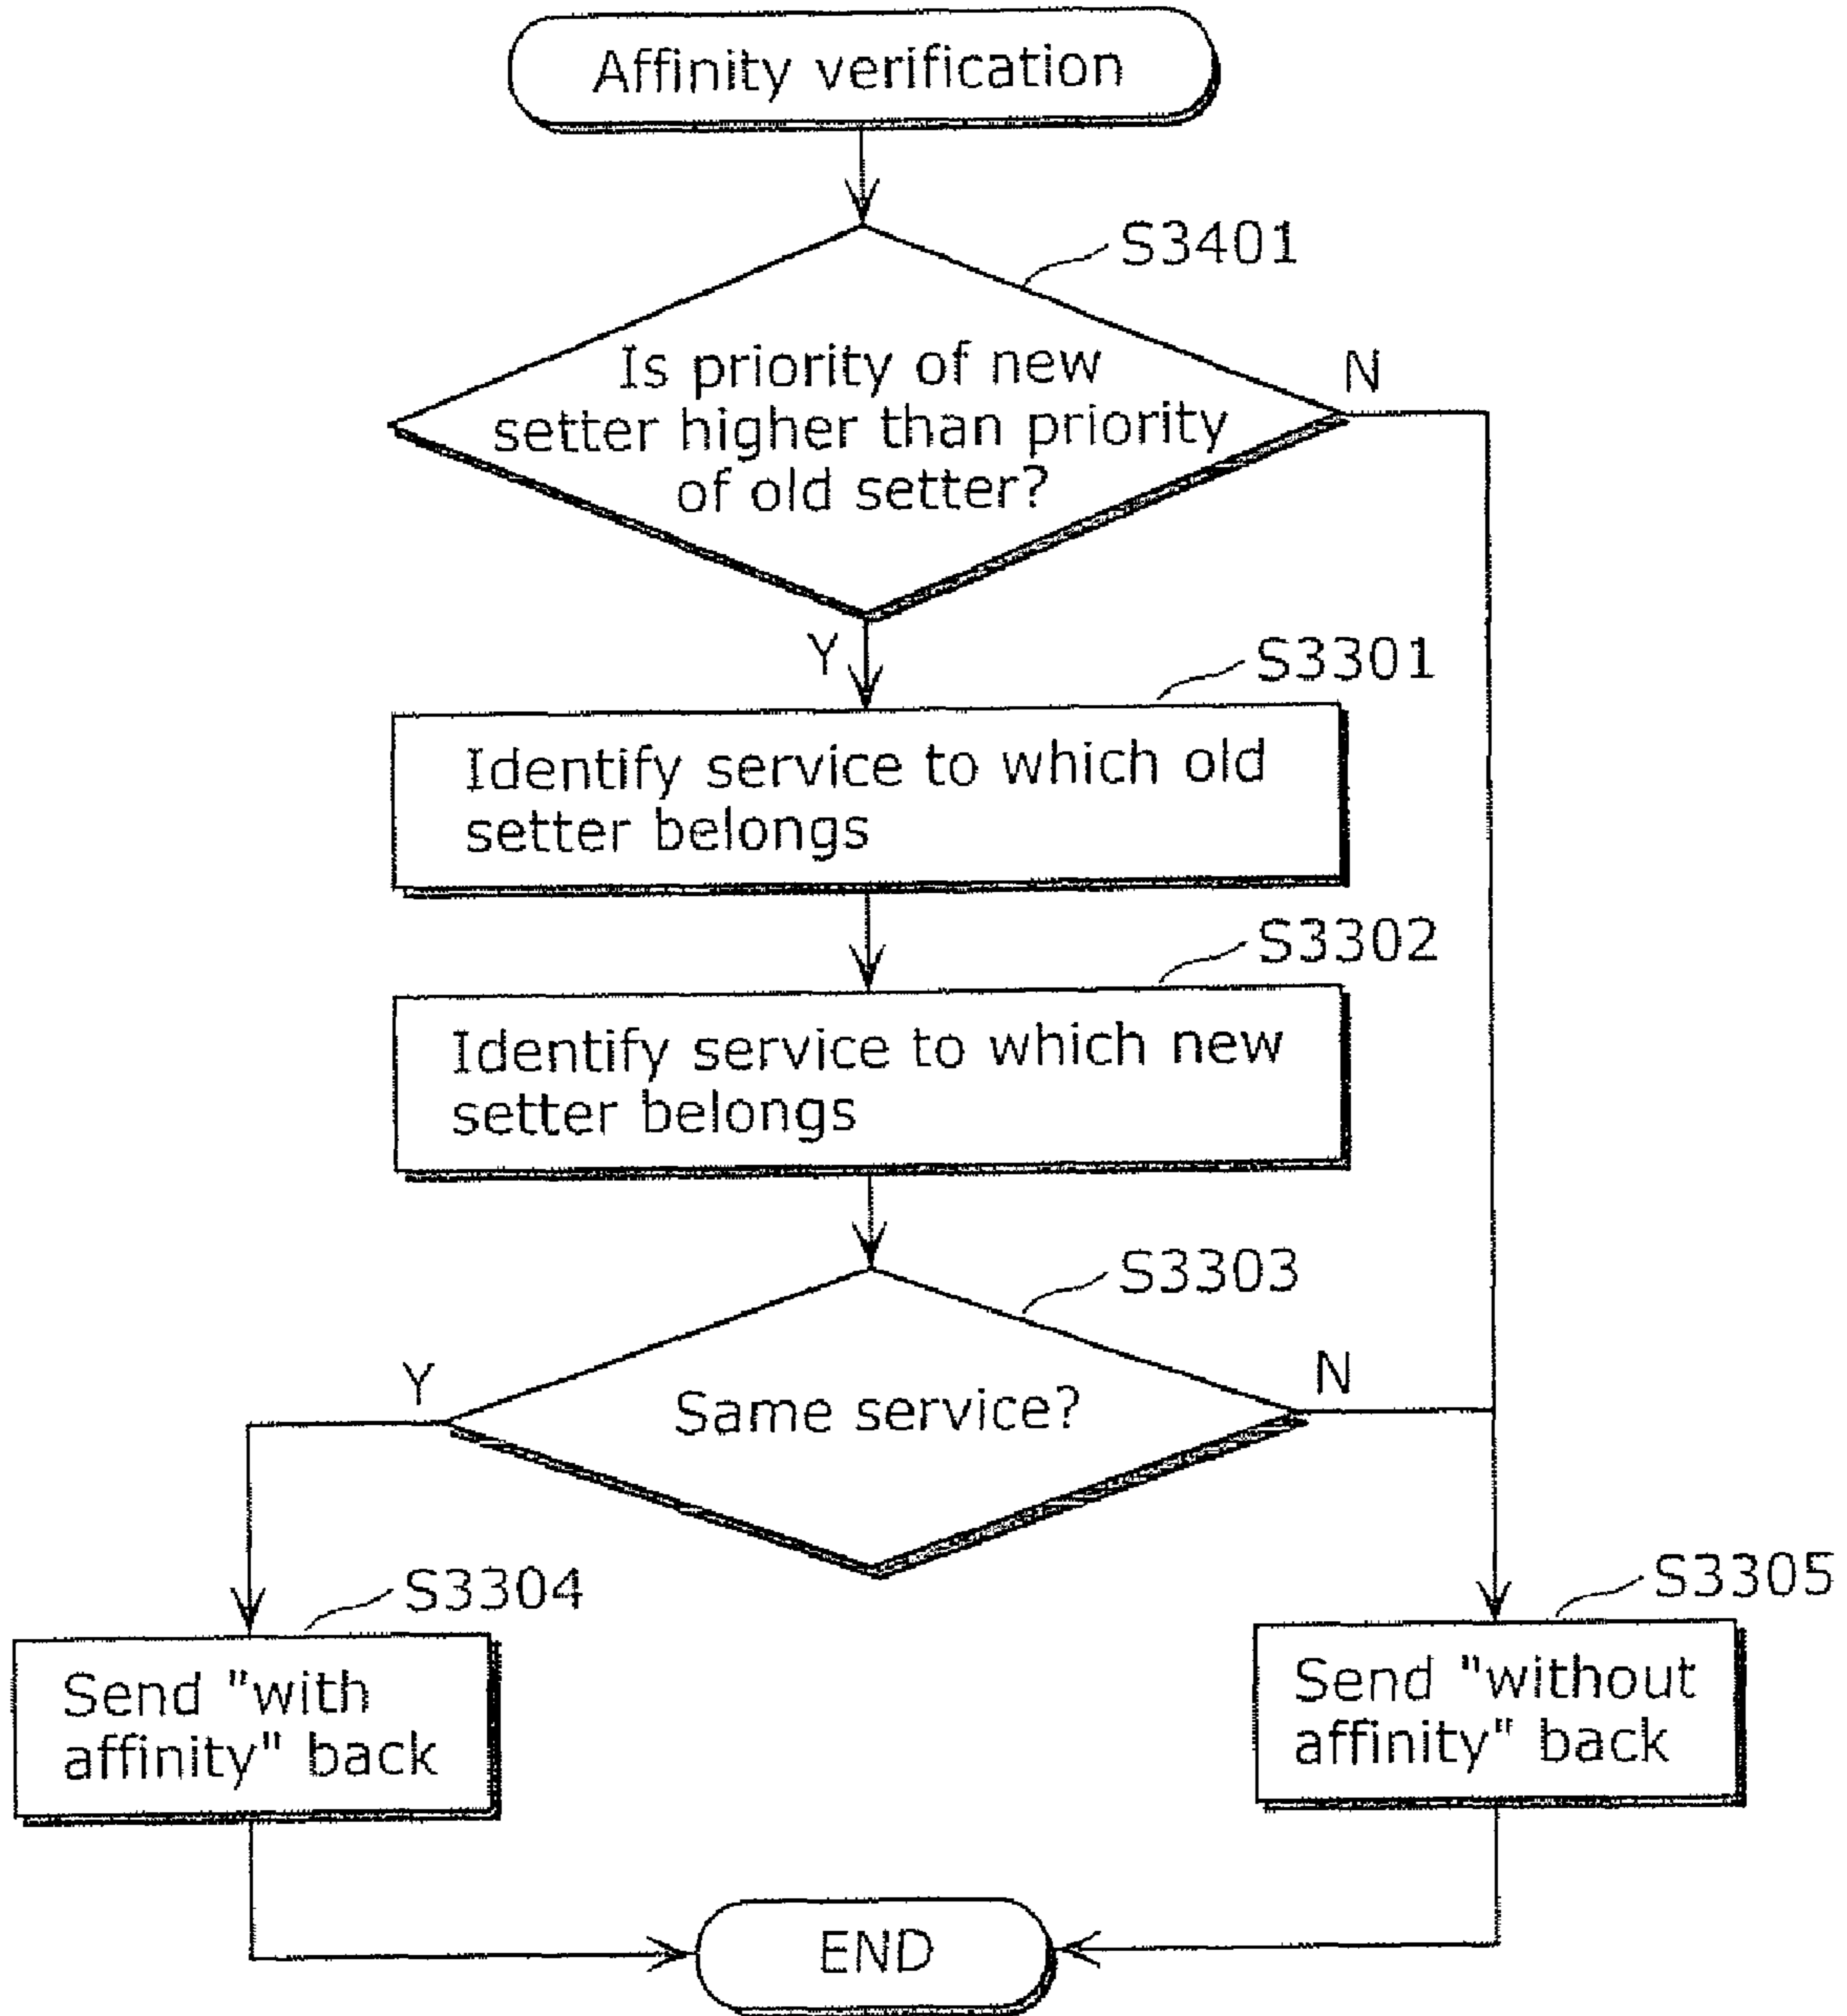 Affinity verification
S3401
Is priority of new
setter higher than priority
of old setter?
N
Y
S3301
Identify service to which old
setter belongs
S3302
Identify service to which new
setter belongs
S3303
Y
Same service?
N
S3304
Send "with
affinity" back
S3305
Send "without
affinity" back
END